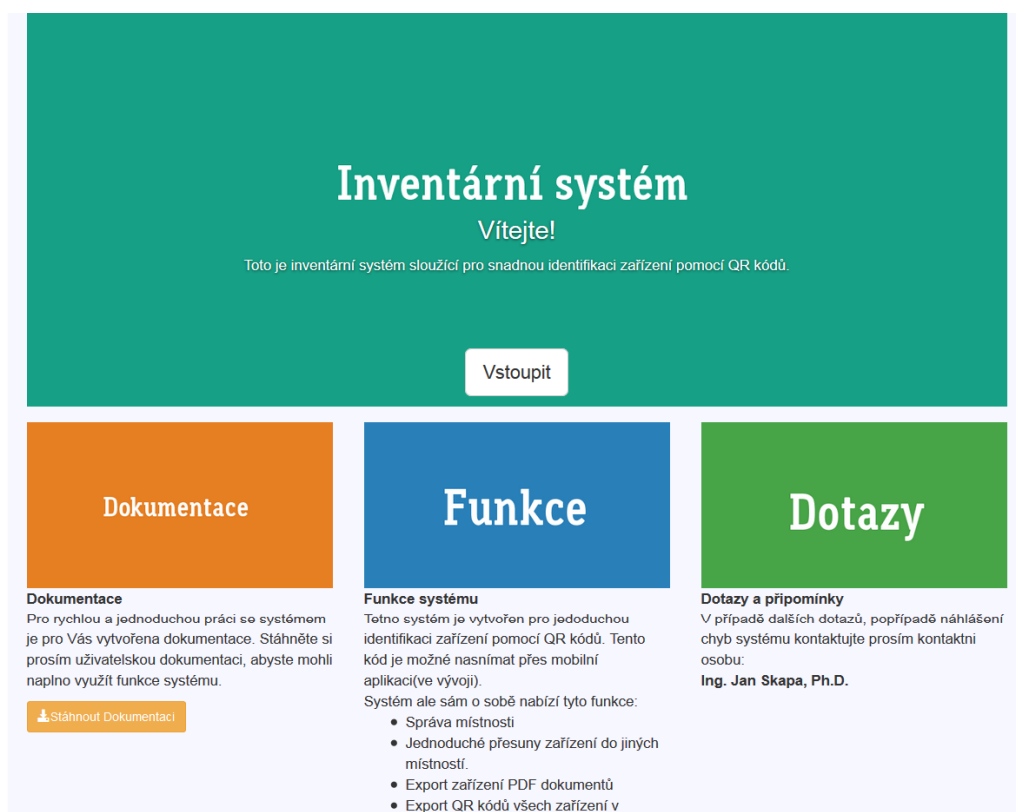 Inventární systém
Vítejte!
Toto je inventární systém sloužící pro snadnou identifikaci zařízení pomocí QR kódů.
Vstoupit
Dokumentace
Dokumentace
Pro rychlou a jednoduchou práci se systémem
je pro Vás vytvořena dokumentace. Stáhněte si
prosím uživatelskou dokumentaci, abyste mohli
naplno využít funkce systému.
Stáhnout Dokumentaci
Funkce
Funkce systému
Tetno systém je vytvořen pro jedoduchou
identifikaci zařízení pomocí QR kódů. Tento
kód je možné nasnímat přes mobilní
aplikaci(ve vývoji).
Systém ale sám o sobě nabízí tyto funkce:
● Správa místnosti
● Jednoduché přesuny zařízení do jiných
místností.
● Export zařízení PDF dokumentů
● Export QR kódů všech zařízení v
Dotazy
Dotazy a připomínky
V případě dalších dotazů, popřípadě náhlášení
chyb systému kontaktujte prosím kontaktni
osobu:
Ing. Jan Skapa, Ph.D.